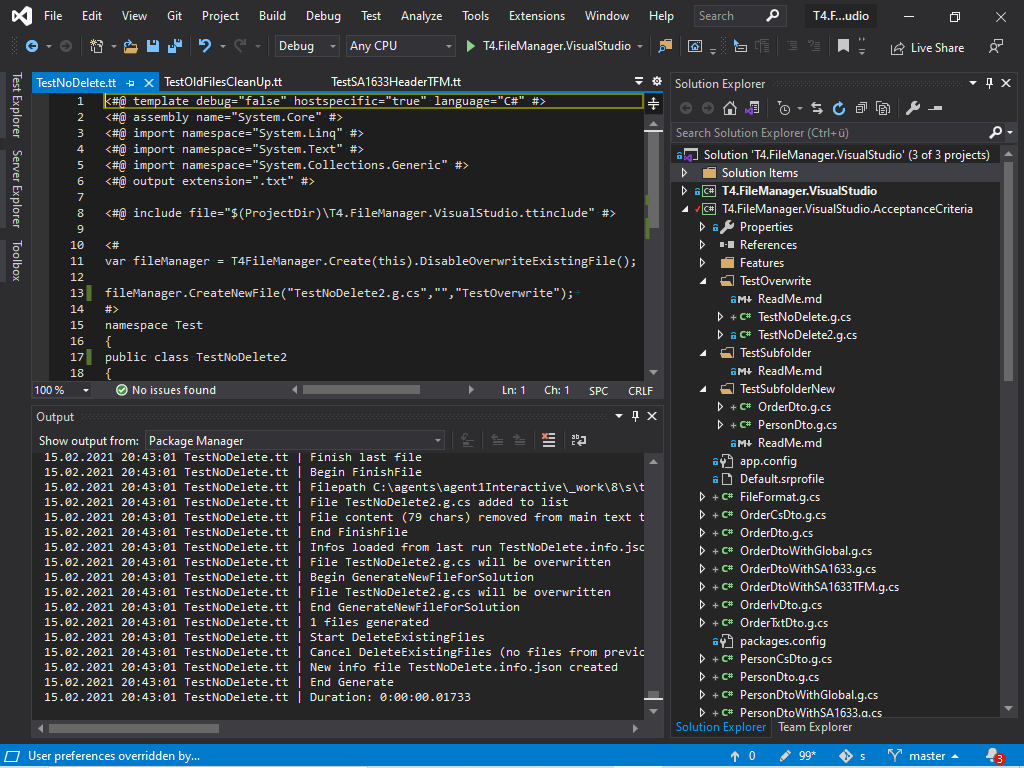 File Edit View Git Project Build Debug Test Analyze Tools Extensions Window Help Search T4.F...udio
Debug Any CPU T4.FileManager.VisualStudio Live Share
Test Explorer
Server Explorer
Toolbox
TestNoDelete.tt TestOldFilesCleanUp.tt TestSA1633HeaderTFM.tt
1 <#@ template debug="false" hostspecific="true" language="C#" #>
2 <#@ assembly name="System.Core" #>
3 <#@ import namespace="System.Linq" #>
4 <#@ import namespace="System.Text" #>
5 <#@ import namespace="System.Collections.Generic" #>
6 <#@ output extension=".txt" #>
7
8 <#@ include file="$(ProjectDir)\T4.FileManager.VisualStudio.ttinclude" #>
9
10 <#
11 var fileManager = T4FileManager.Create(this).DisableOverwriteExistingFile();
12
13 fileManager.CreateNewFile("TestNoDelete2.g.cs","","TestOverwrite");
14 #>
15 namespace Test
16 {
17 public class TestNoDelete2
18 {
100 % No issues found Ln: 1 Ch: 1 SPC CRLF
Output
Show output from: Package Manager
15.02.2021 20:43:01 TestNoDelete.tt | Finish last file
15.02.2021 20:43:01 TestNoDelete.tt | Begin FinishFile
15.02.2021 20:43:01 TestNoDelete.tt | Filepath C:\agents\agent1Interactive\_work\8\s\t
15.02.2021 20:43:01 TestNoDelete.tt | File TestNoDelete2.g.cs added to list
15.02.2021 20:43:01 TestNoDelete.tt | File content (79 chars) removed from main text t
15.02.2021 20:43:01 TestNoDelete.tt | End FinishFile
15.02.2021 20:43:01 TestNoDelete.tt | Infos loaded from last run TestNoDelete.info.jso
15.02.2021 20:43:01 TestNoDelete.tt | File TestNoDelete2.g.cs will be overwritten
15.02.2021 20:43:01 TestNoDelete.tt | Begin GenerateNewFileForSolution
15.02.2021 20:43:01 TestNoDelete.tt | File TestNoDelete2.g.cs will be overwritten
15.02.2021 20:43:01 TestNoDelete.tt | End GenerateNewFileForSolution
15.02.2021 20:43:01 TestNoDelete.tt | 1 files generated
15.02.2021 20:43:01 TestNoDelete.tt | Start DeleteExistingFiles
15.02.2021 20:43:01 TestNoDelete.tt | Cancel DeleteExistingFiles (no files from previo
15.02.2021 20:43:01 TestNoDelete.tt | New info file TestNoDelete.info.json created
15.02.2021 20:43:01 TestNoDelete.tt | End Generate
15.02.2021 20:43:01 TestNoDelete.tt | Duration: 0:00:00.01733
Solution Explorer
Search Solution Explorer (Ctrl+ü)
Solution 'T4.FileManager.VisualStudio' (3 of 3 projects)
Solution Items
C# T4.FileManager.VisualStudio
C# T4.FileManager.VisualStudio.AcceptanceCriteria
Properties
References
Features
TestOverwrite
M+ ReadMe.md
+ C# TestNoDelete.g.cs
C# TestNoDelete2.g.cs
TestSubfolder
M+ ReadMe.md
TestSubfolderNew
+ C# OrderDto.g.cs
+ C# PersonDto.g.cs
M+ ReadMe.md
app.config
Default.srprofile
+ C# FileFormat.g.cs
+ C# OrderCsDto.g.cs
+ C# OrderDto.g.cs
+ C# OrderDtoWithGlobal.g.cs
+ C# OrderDtoWithSA1633.g.cs
+ C# OrderDtoWithSA1633TFM.g.cs
+ C# OrderIvDto.g.cs
+ C# OrderTxtDto.g.cs
packages.config
+ C# PersonCsDto.g.cs
+ C# PersonDto.g.cs
+ C# PersonDtoWithGlobal.g.cs
+ C# PersonDtoWithSA1633.g.cs
Solution Explorer Team Explorer
User preferences overridden by... 0 99* s master 3